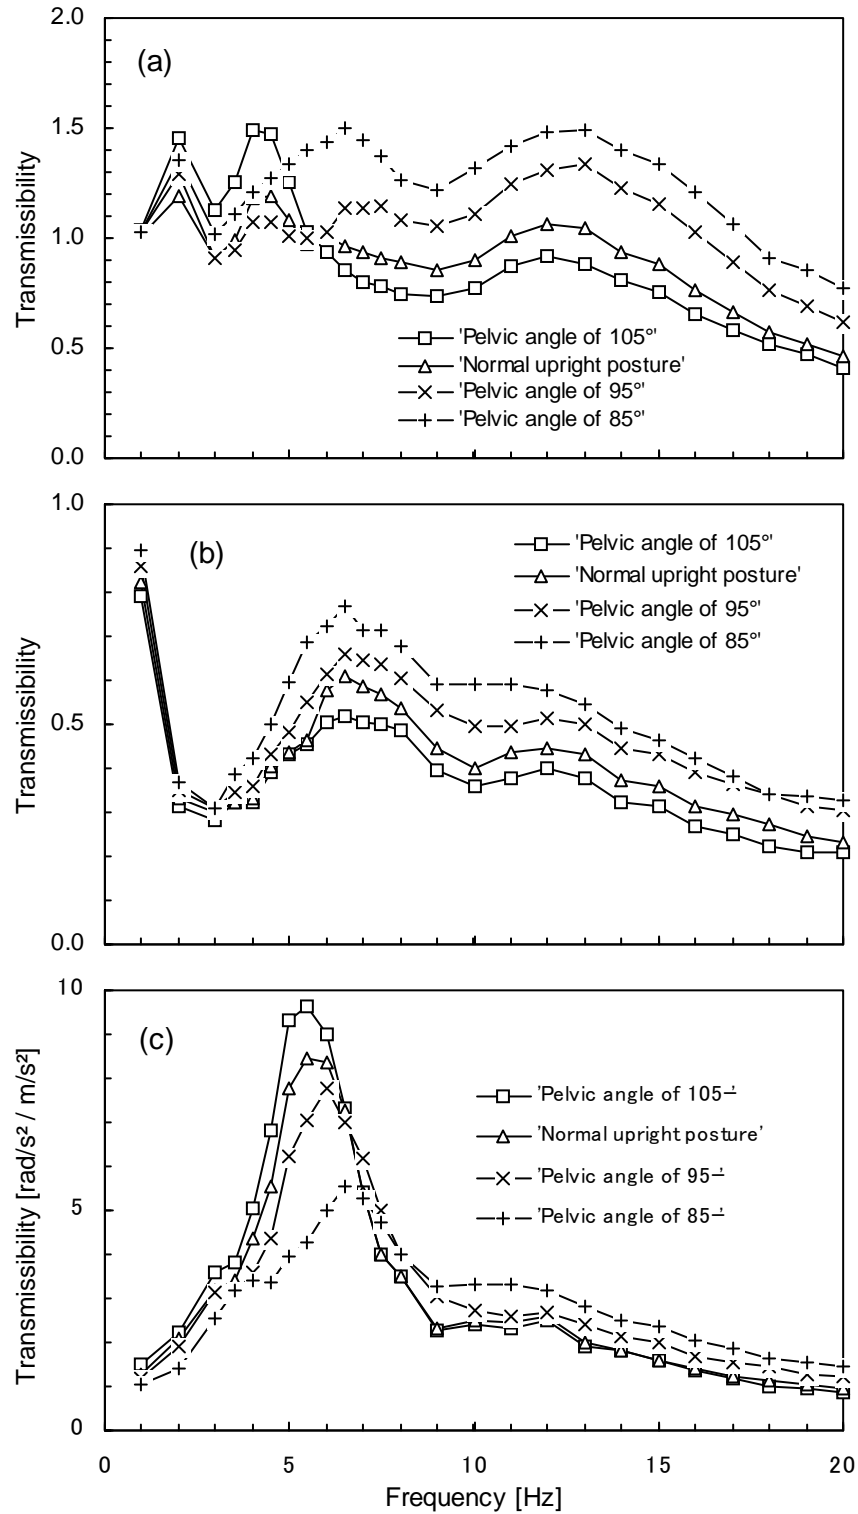 2.0
(a)
1.5
1.0
0.5
0.0
Transmissibility
'Pelvic angle of 105°'
'Normal upright posture'
'Pelvic angle of 95°'
'Pelvic angle of 85°'
1.0
(b)
0.5
0.0
Transmissibility
'Pelvic angle of 105°'
'Normal upright posture'
'Pelvic angle of 95°'
'Pelvic angle of 85°'
10
(c)
5
0
Transmissibility [rad/s² / m/s²]
'Pelvic angle of 105-'
'Normal upright posture'
'Pelvic angle of 95-'
'Pelvic angle of 85-'
0 5 10 15 20
Frequency [Hz]